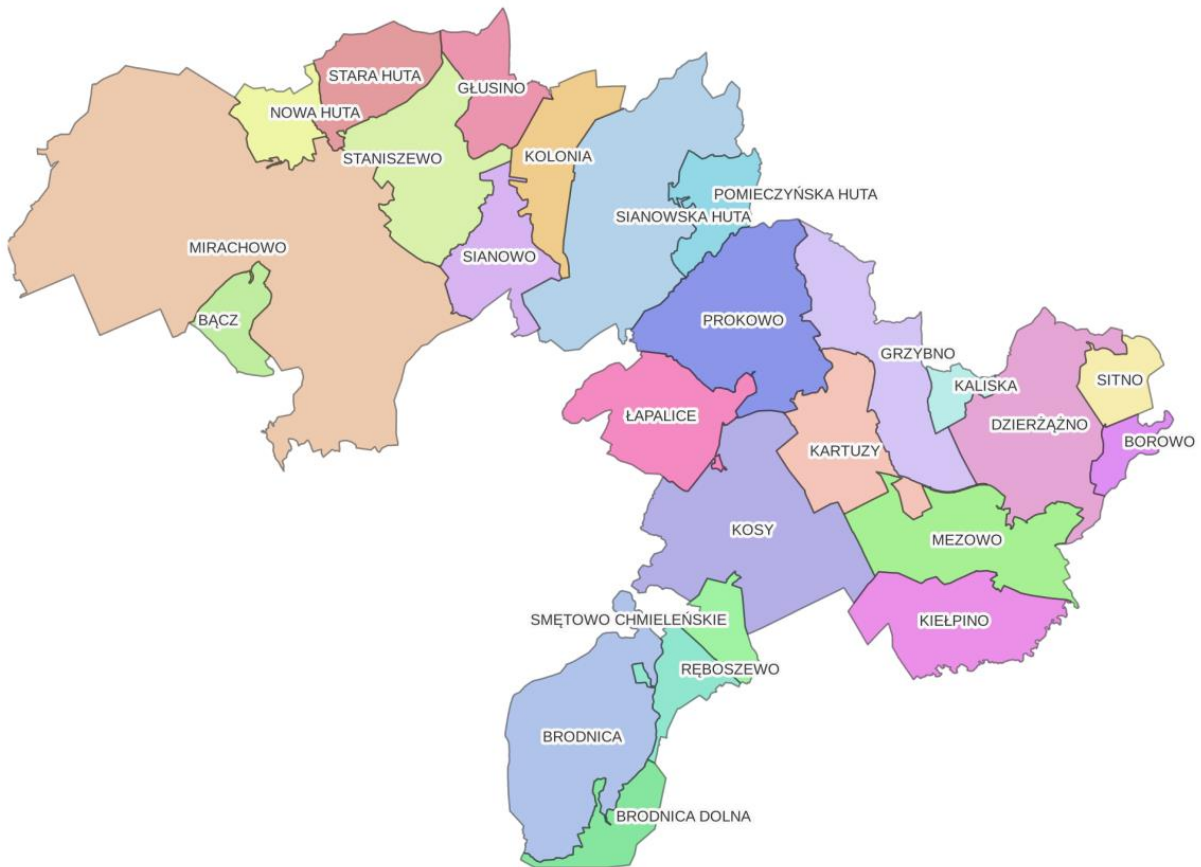 STARA HUTA
GŁUSINO
NOWA HUTA
STANISZEWO
KOLONIA
POMIECZYŃSKA HUTA
SIANOWSKA HUTA
MIRACHOWO
SIANOWO
BĄCZ
PROKOWO
GRZYBNO
KALISKA
SITNO
ŁAPALICE
DZIERŻĄŻNO
BOROWO
KARTUZY
KOSY
MEZOWO
SMĘTOWO CHMIELEŃSKIE
KIEŁPINO
RĘBOSZEWO
BRODNICA
BRODNICA DOLNA